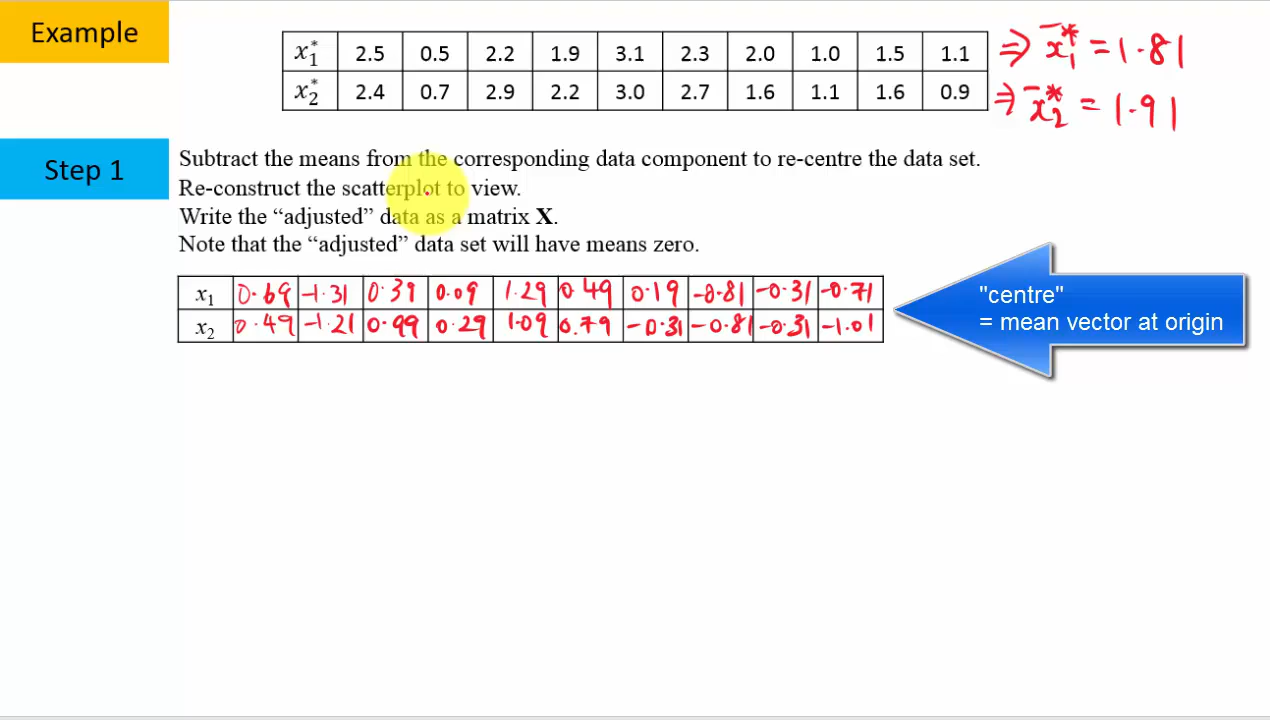 Example
x₁* 2.5 0.5 2.2 1.9 3.1 2.3 2.0 1.0 1.5 1.1 ⇒ x̄₁* = 1.81
x₂* 2.4 0.7 2.9 2.2 3.0 2.7 1.6 1.1 1.6 0.9 ⇒ x̄₂* = 1.91
Step 1
Subtract the means from the corresponding data component to re-centre the data set.
Re-construct the scatterplot to view.
Write the “adjusted” data as a matrix X.
Note that the “adjusted” data set will have means zero.
x₁ 0.69 -1.31 0.39 0.09 1.29 0.49 0.19 -0.81 -0.31 -0.71
x₂ 0.49 -1.21 0.99 0.29 1.09 0.79 -0.31 -0.81 -0.31 -1.01
"centre"
= mean vector at origin